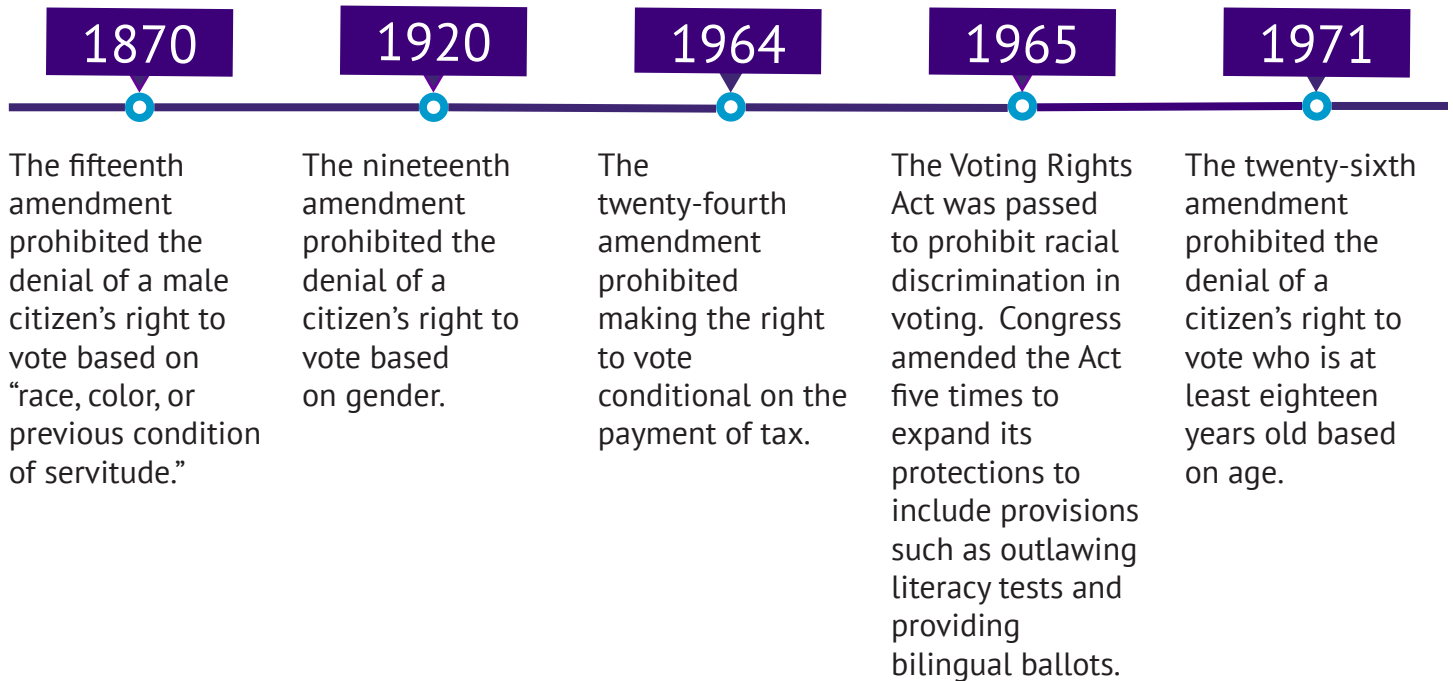 1870
The fifteenth
amendment
prohibited the
denial of a male
citizen’s right to
vote based on
“race, color, or
previous condition
of servitude.”
1920
The nineteenth
amendment
prohibited the
denial of a
citizen’s right to
vote based
on gender.
1964
The
twenty-fourth
amendment
prohibited
making the right
to vote
conditional on the
payment of tax.
1965
The Voting Rights
Act was passed
to prohibit racial
discrimination in
voting.  Congress
amended the Act
five times to
expand its
protections to
include provisions
such as outlawing
literacy tests and
providing
bilingual ballots.
1971
The twenty-sixth
amendment
prohibited the
denial of a
citizen’s right to
vote who is at
least eighteen
years old based
on age.